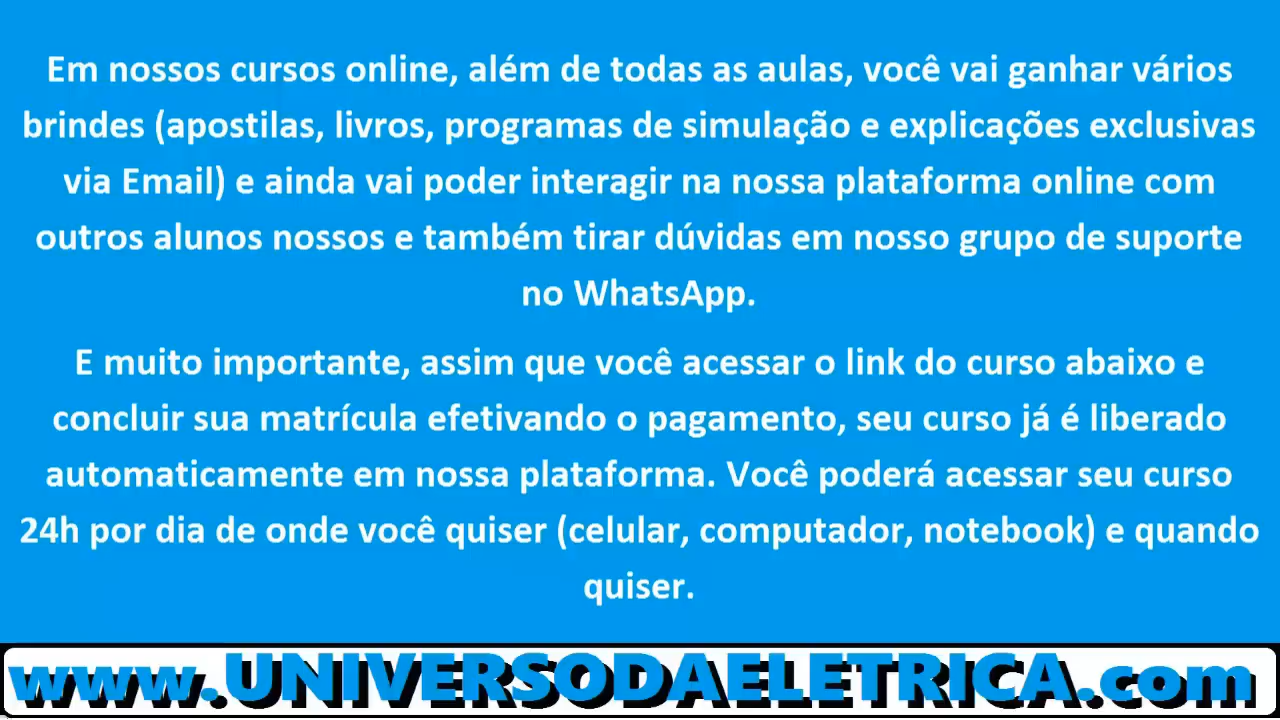 Em nossos cursos online, além de todas as aulas, você vai ganhar vários
brindes (apostilas, livros, programas de simulação e explicações exclusivas
via Email) e ainda vai poder interagir na nossa plataforma online com
outros alunos nossos e também tirar dúvidas em nosso grupo de suporte
no WhatsApp.
E muito importante, assim que você acessar o link do curso abaixo e
concluir sua matrícula efetivando o pagamento, seu curso já é liberado
automaticamente em nossa plataforma. Você poderá acessar seu curso
24h por dia de onde você quiser (celular, computador, notebook) e quando
quiser.
www.UNIVERSODAELETRICA.com